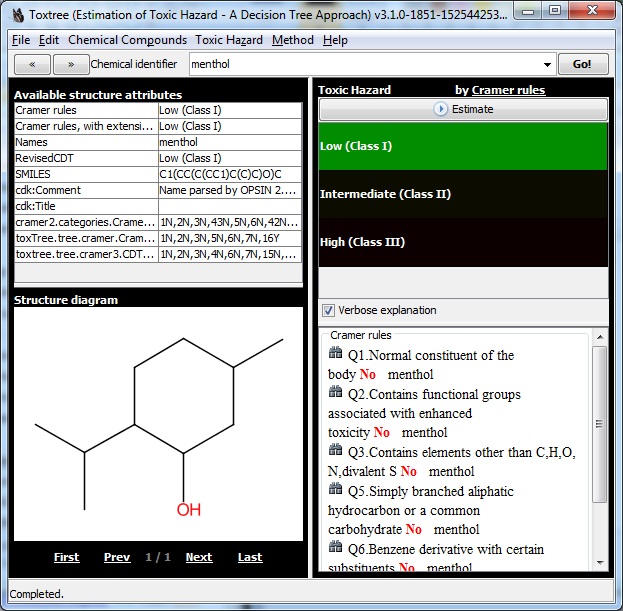 Toxtree (Estimation of Toxic Hazard - A Decision Tree Approach) v3.1.0-1851-152544253...
File Edit Chemical Compounds Toxic Hazard Method Help
« » Chemical identifier menthol Go!
Available structure attributes
Cramer rules Low (Class I)
Cramer rules, with extensi... Low (Class I)
Names menthol
RevisedCDT Low (Class I)
SMILES C1(CC(C(CC1)C(C)C)O)C
cdk:Comment Name parsed by OPSIN 2....
cdk:Title
cramer2.categories.Crame... 1N,2N,3N,43N,5N,6N,42N...
toxTree.tree.cramer.Cram... 1N,2N,3N,5N,6N,7N,16Y
toxtree.tree.cramer3.CDT... 1N,2N,3N,4N,6N,7N,15N,...
Structure diagram
OH
First Prev 1 / 1 Next Last
Toxic Hazard by Cramer rules
Estimate
Low (Class I)
Intermediate (Class II)
High (Class III)
Verbose explanation
Cramer rules
Q1.Normal constituent of the
body No menthol
Q2.Contains functional groups
associated with enhanced
toxicity No menthol
Q3.Contains elements other than C,H,O,
N,divalent S No menthol
Q5.Simply branched aliphatic
hydrocarbon or a common
carbohydrate No menthol
Q6.Benzene derivative with certain
substituents No menthol
Completed.